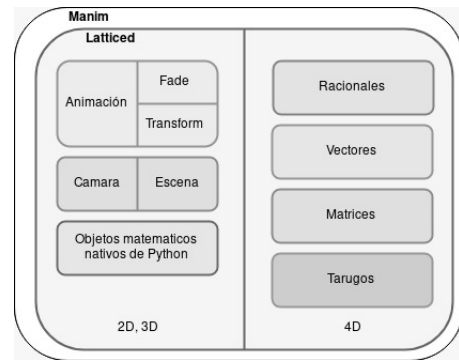 Manim
Latticed
Animación
Fade
Transform
Camara
Escena
Objetos matematicos
nativos de Python
2D, 3D
Racionales
Vectores
Matrices
Tarugos
4D